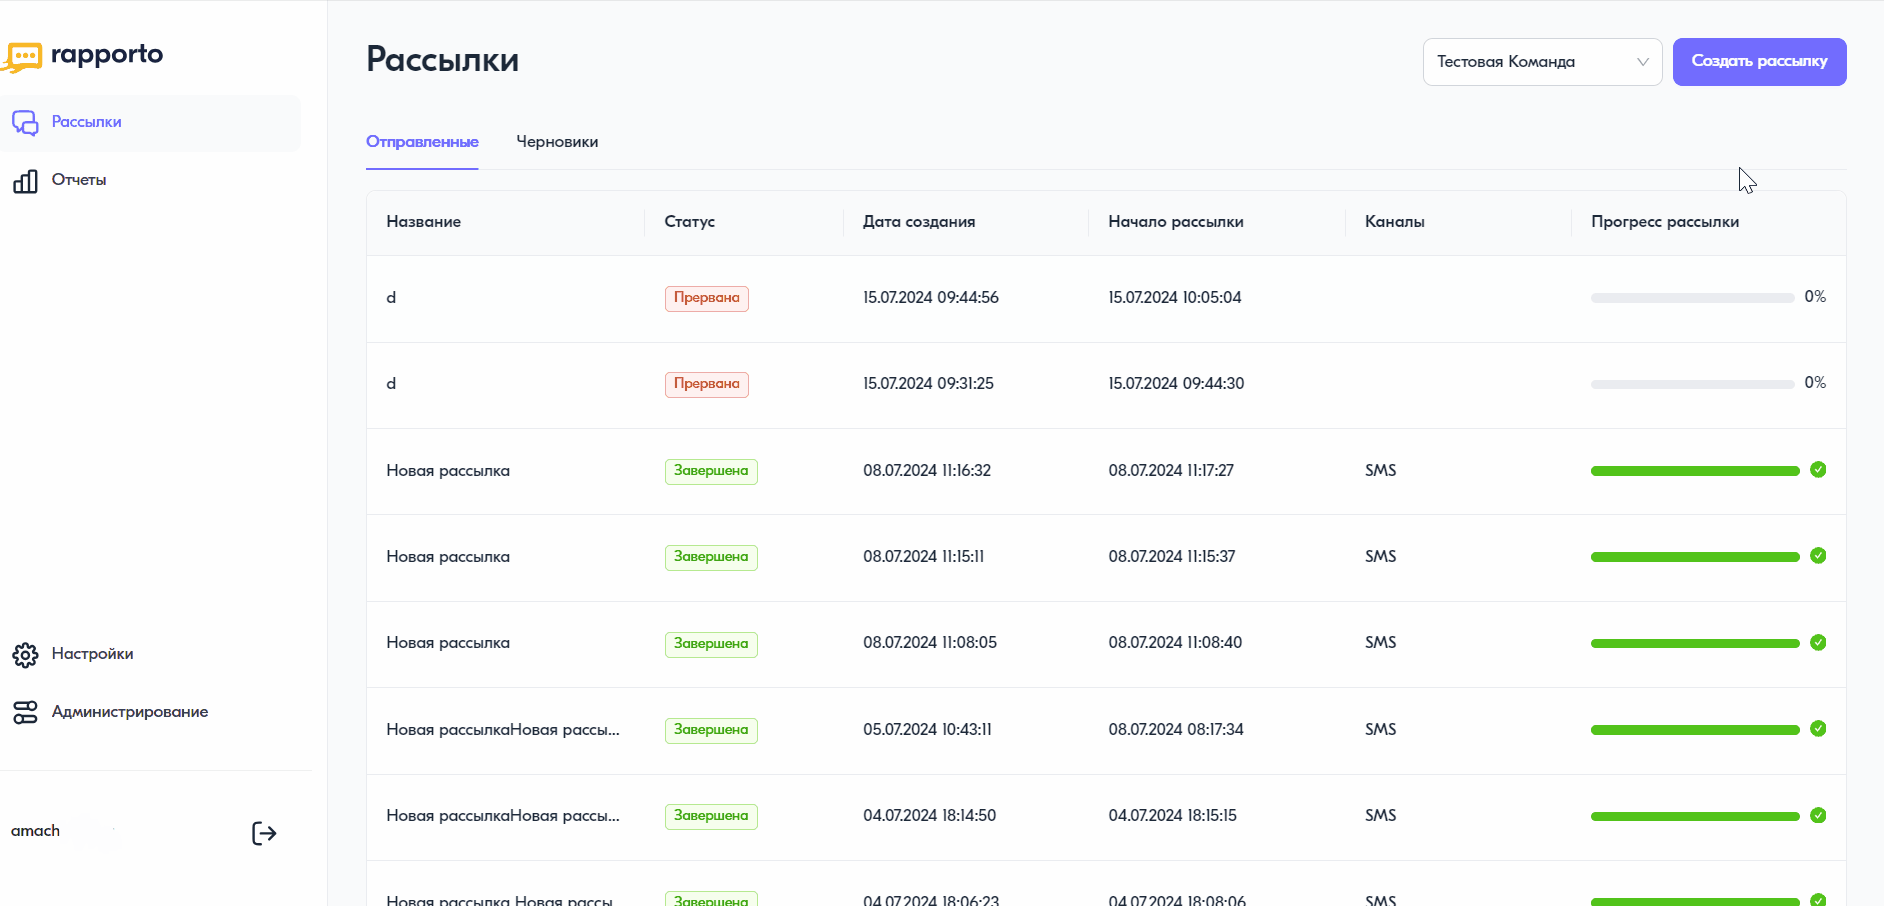 rapporto
Рассылки
Отчеты
Настройки
Администрирование
amach
Рассылки
Тестовая Команда
Создать рассылку
Отправленные Черновики
Название Статус Дата создания Начало рассылки Каналы Прогресс рассылки
d Прервана 15.07.2024 09:44:56 15.07.2024 10:05:04 0%
d Прервана 15.07.2024 09:31:25 15.07.2024 09:44:30 0%
Новая рассылка Завершена 08.07.2024 11:16:32 08.07.2024 11:17:27 SMS
Новая рассылка Завершена 08.07.2024 11:15:11 08.07.2024 11:15:37 SMS
Новая рассылка Завершена 08.07.2024 11:08:05 08.07.2024 11:08:40 SMS
Новая рассылкаНовая рассы... Завершена 05.07.2024 10:43:11 08.07.2024 08:17:34 SMS
Новая рассылкаНовая рассы... Завершена 04.07.2024 18:14:50 04.07.2024 18:15:15 SMS
Новая рассылка Новая рассы... Завершена 04.07.2024 18:06:23 04.07.2024 18:08:06 SMS